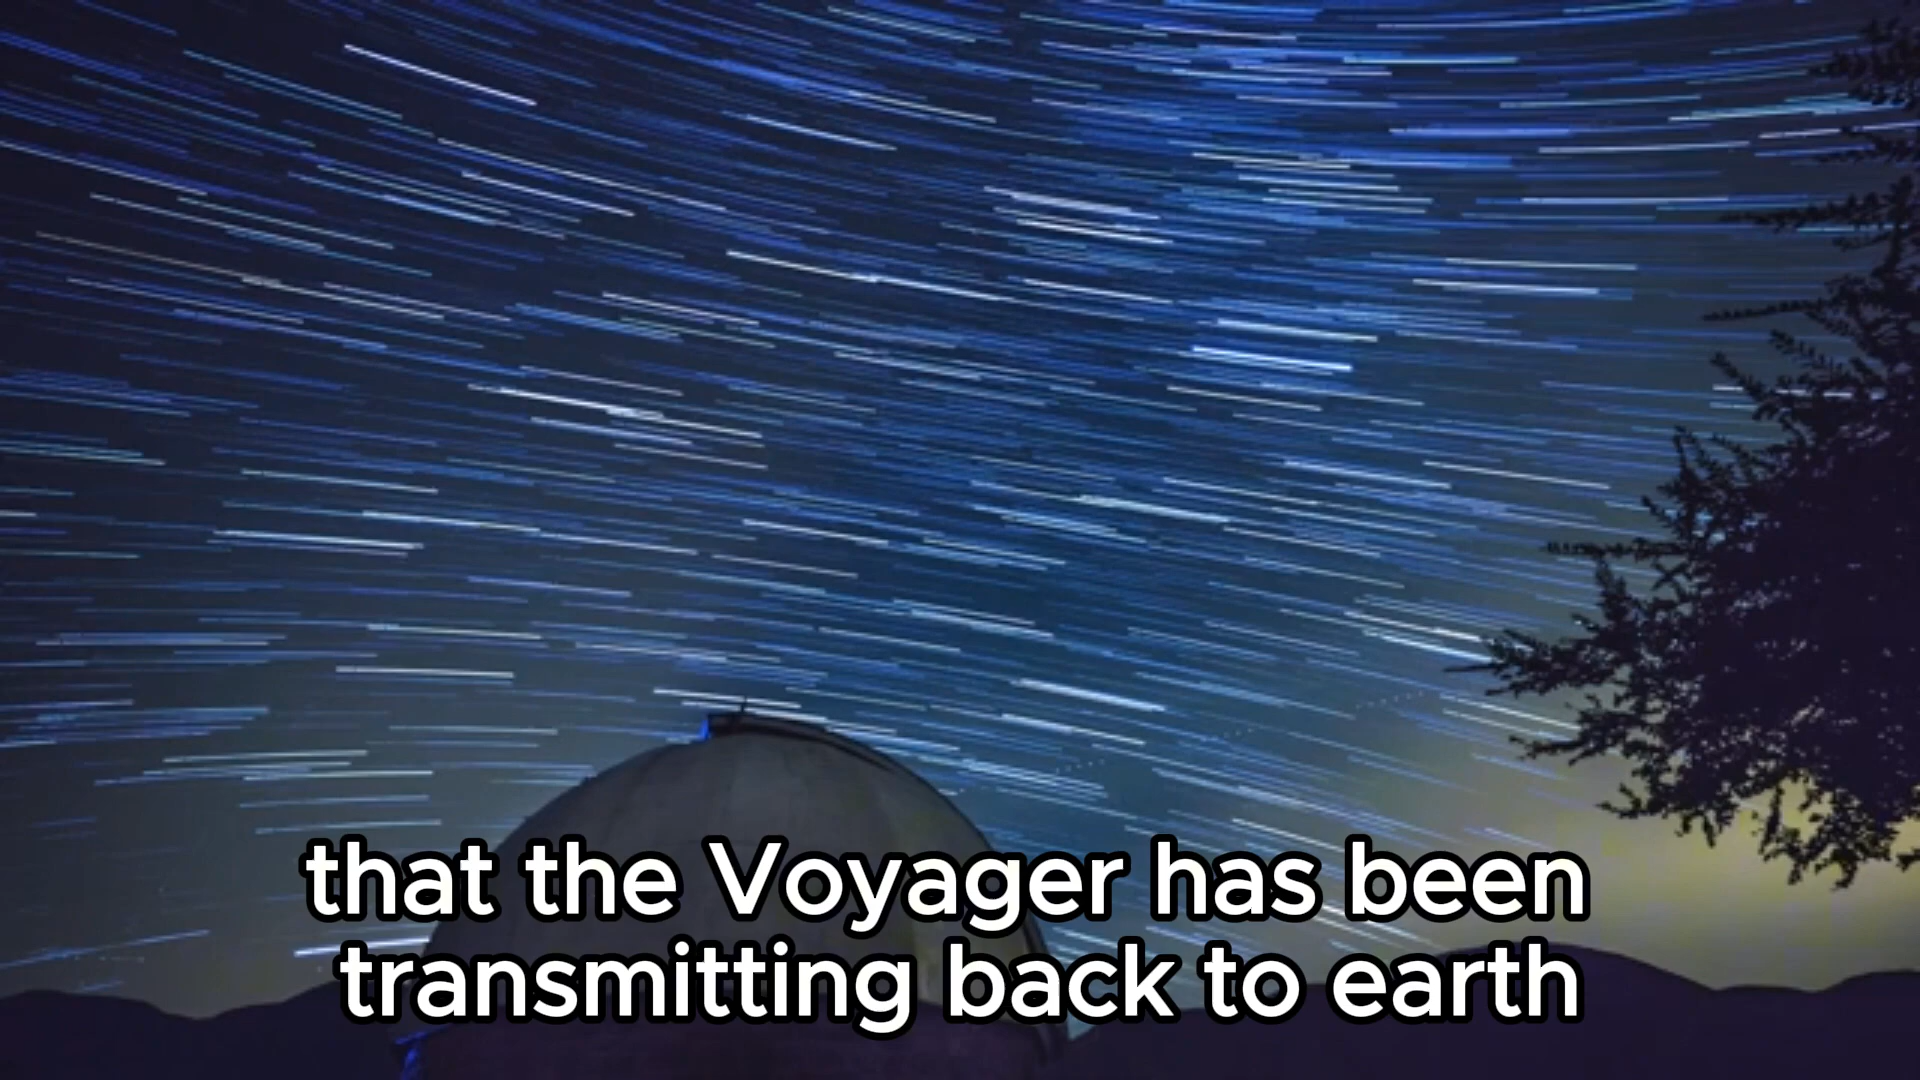 that the Voyager has been
transmitting back to earth